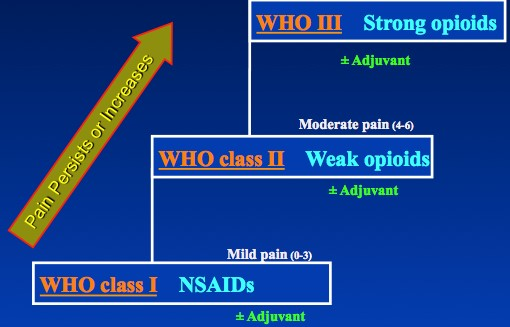 WHO III Strong opioids
± Adjuvant
Pain Persists or Increases
Moderate pain (4-6)
WHO class II Weak opioids
± Adjuvant
Mild pain (0-3)
WHO class I NSAIDs
± Adjuvant